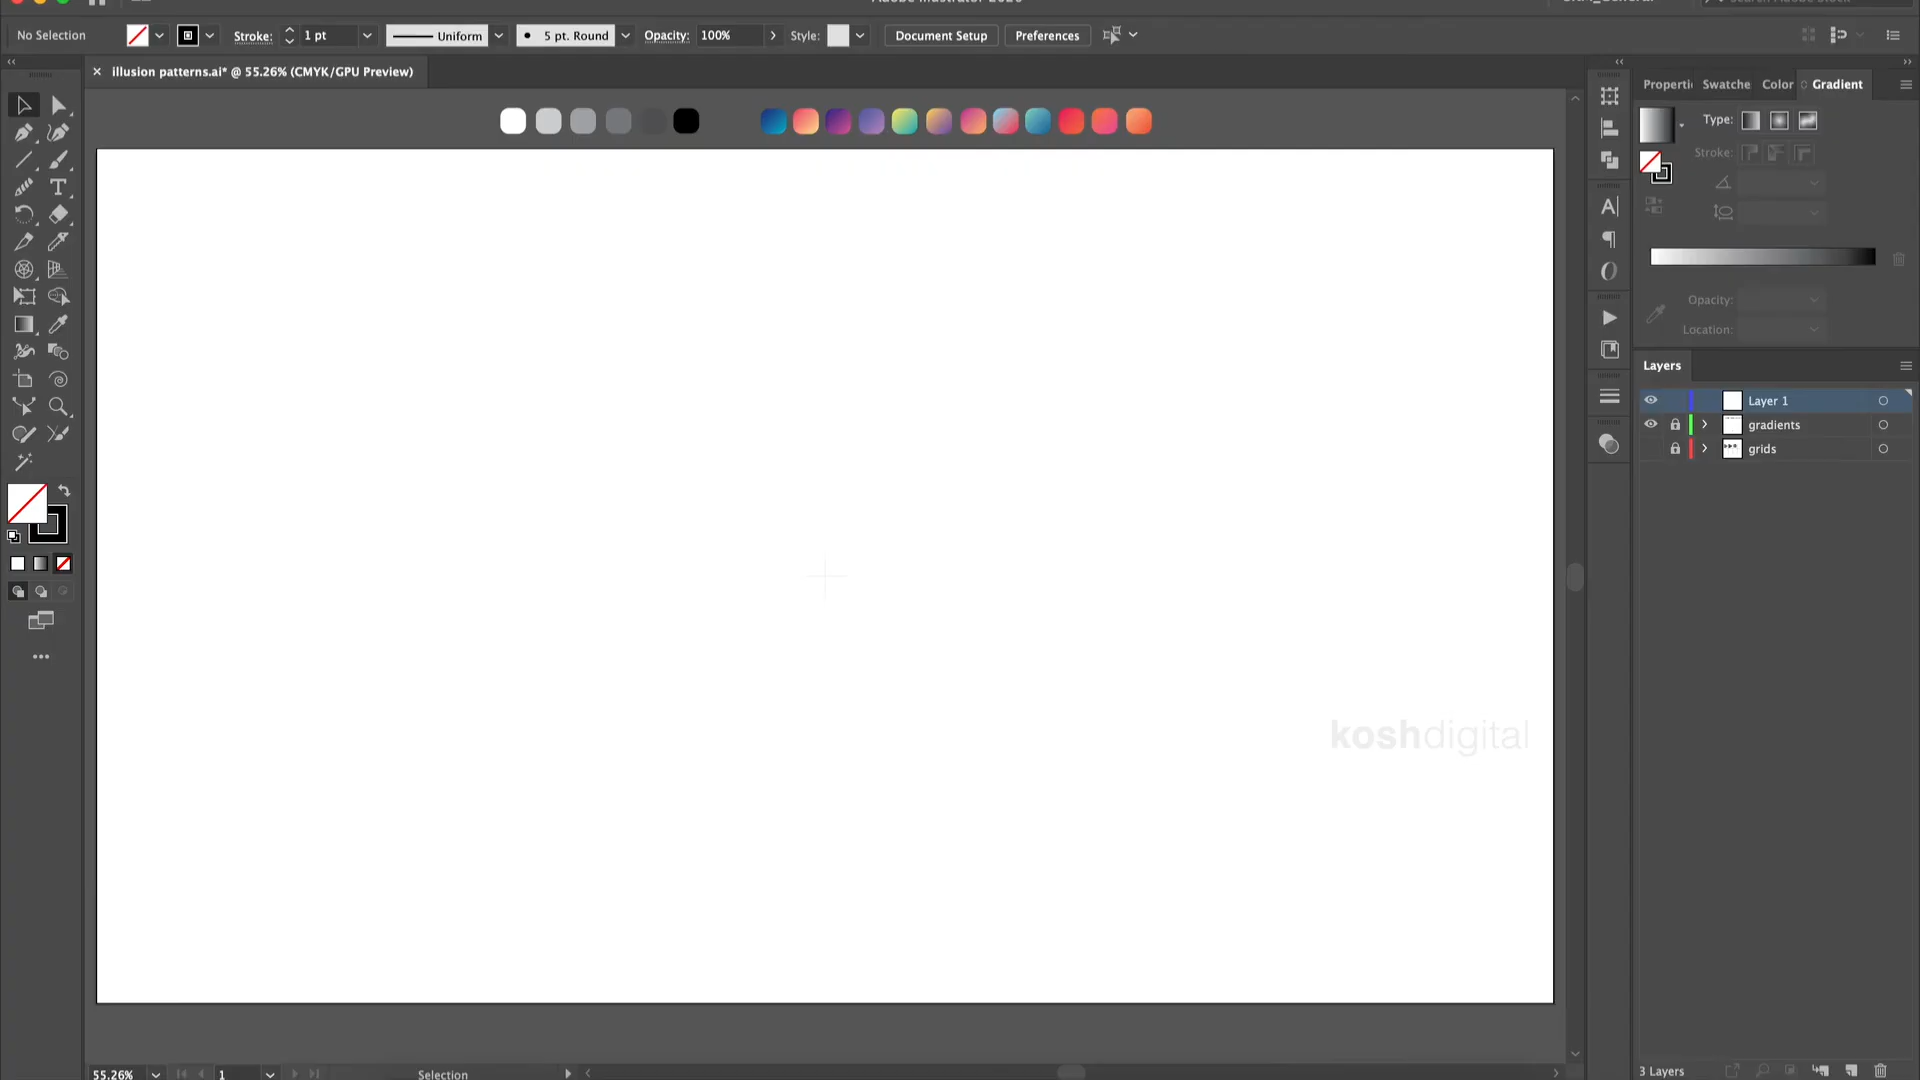 No Selection
Stroke:
1 pt
Uniform
5 pt. Round
Opacity:
100%
Style:
Document Setup
Preferences
× illusion patterns.ai* @ 55.26% (CMYK/GPU Preview)
Properti
Swatche
Color
Gradient
Type:
Stroke:
Opacity:
Location:
Layers
Layer 1
gradients
grids
koshdigital
55.26%
1
Selection
3 Layers